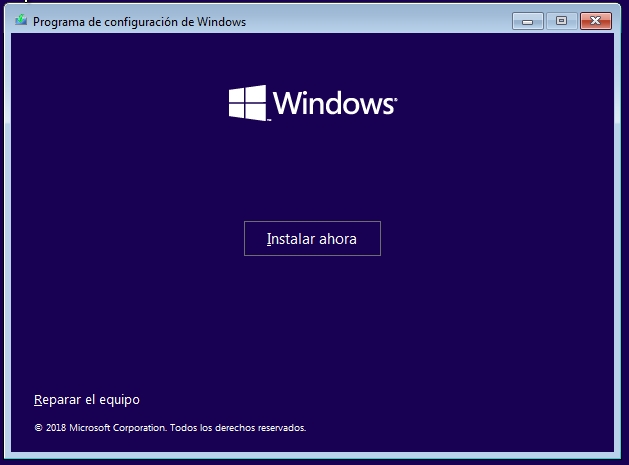 Programa de configuración de Windows
Windows®
Instalar ahora
Reparar el equipo
© 2018 Microsoft Corporation. Todos los derechos reservados.